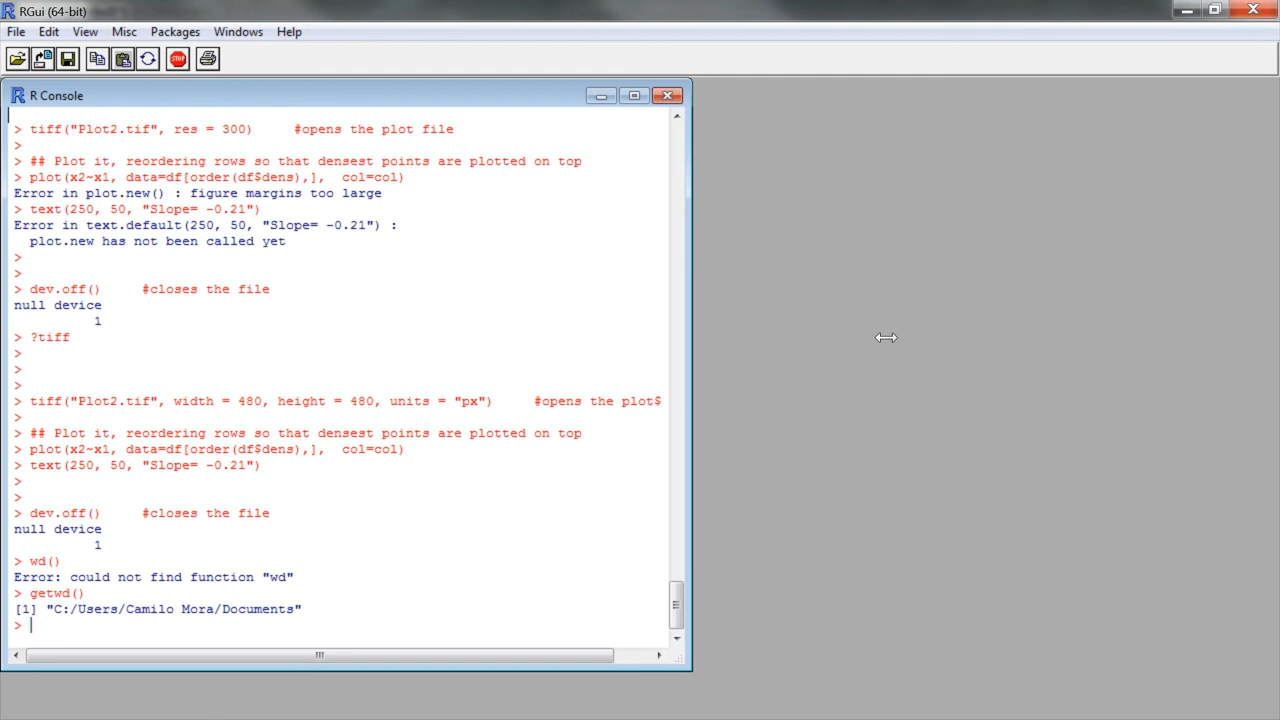 RGui (64-bit)
File Edit View Misc Packages Windows Help
STOP
R Console
> tiff("Plot2.tif", res = 300)     #opens the plot file
>
> ## Plot it, reordering rows so that densest points are plotted on top
> plot(x2~x1, data=df[order(df$dens),],  col=col)
Error in plot.new() : figure margins too large
> text(250, 50, "Slope= -0.21")
Error in text.default(250, 50, "Slope= -0.21") :
  plot.new has not been called yet
>
>
> dev.off()     #closes the file
null device
          1
> ?tiff
>
>
>
> tiff("Plot2.tif", width = 480, height = 480, units = "px")     #opens the plot$
>
> ## Plot it, reordering rows so that densest points are plotted on top
> plot(x2~x1, data=df[order(df$dens),],  col=col)
> text(250, 50, "Slope= -0.21")
>
>
> dev.off()     #closes the file
null device
          1
> wd()
Error: could not find function "wd"
> getwd()
[1] "C:/Users/Camilo Mora/Documents"
>